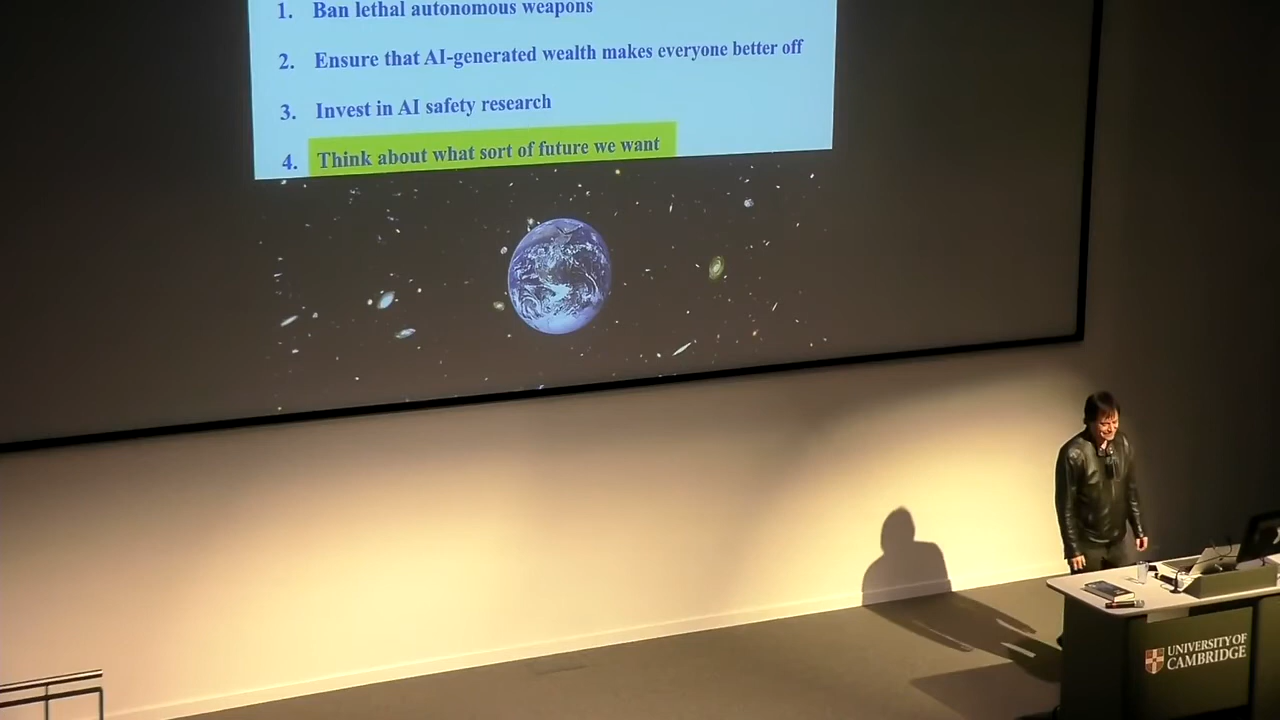 1. Ban lethal autonomous weapons
2. Ensure that AI-generated wealth makes everyone better off
3. Invest in AI safety research
4. Think about what sort of future we want
UNIVERSITY OF
CAMBRIDGE